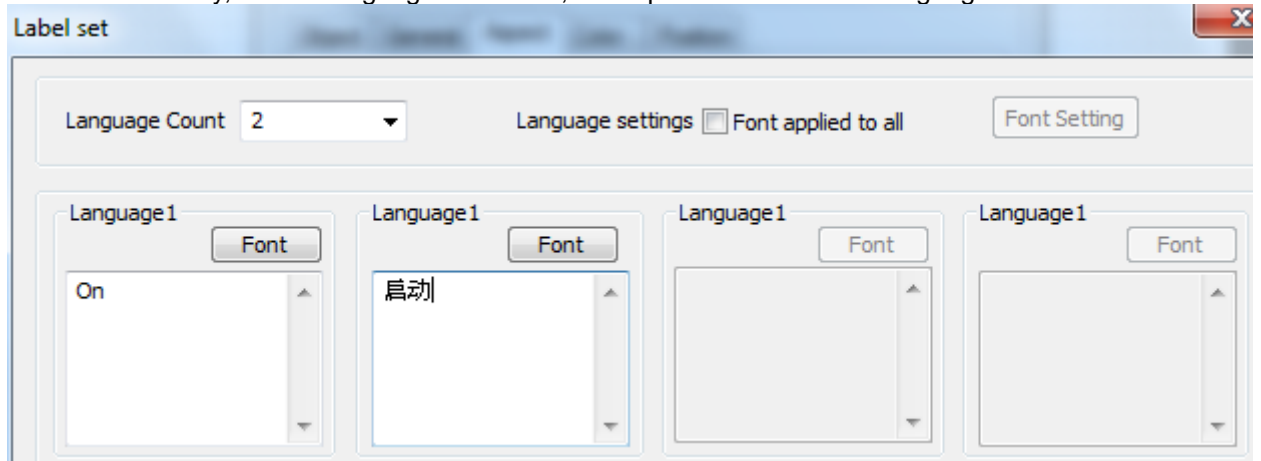 Label set
Language Count 2 Language settings Font applied to all Font Setting
Language1 Language1 Language1 Language1
Font Font Font Font
On 启动